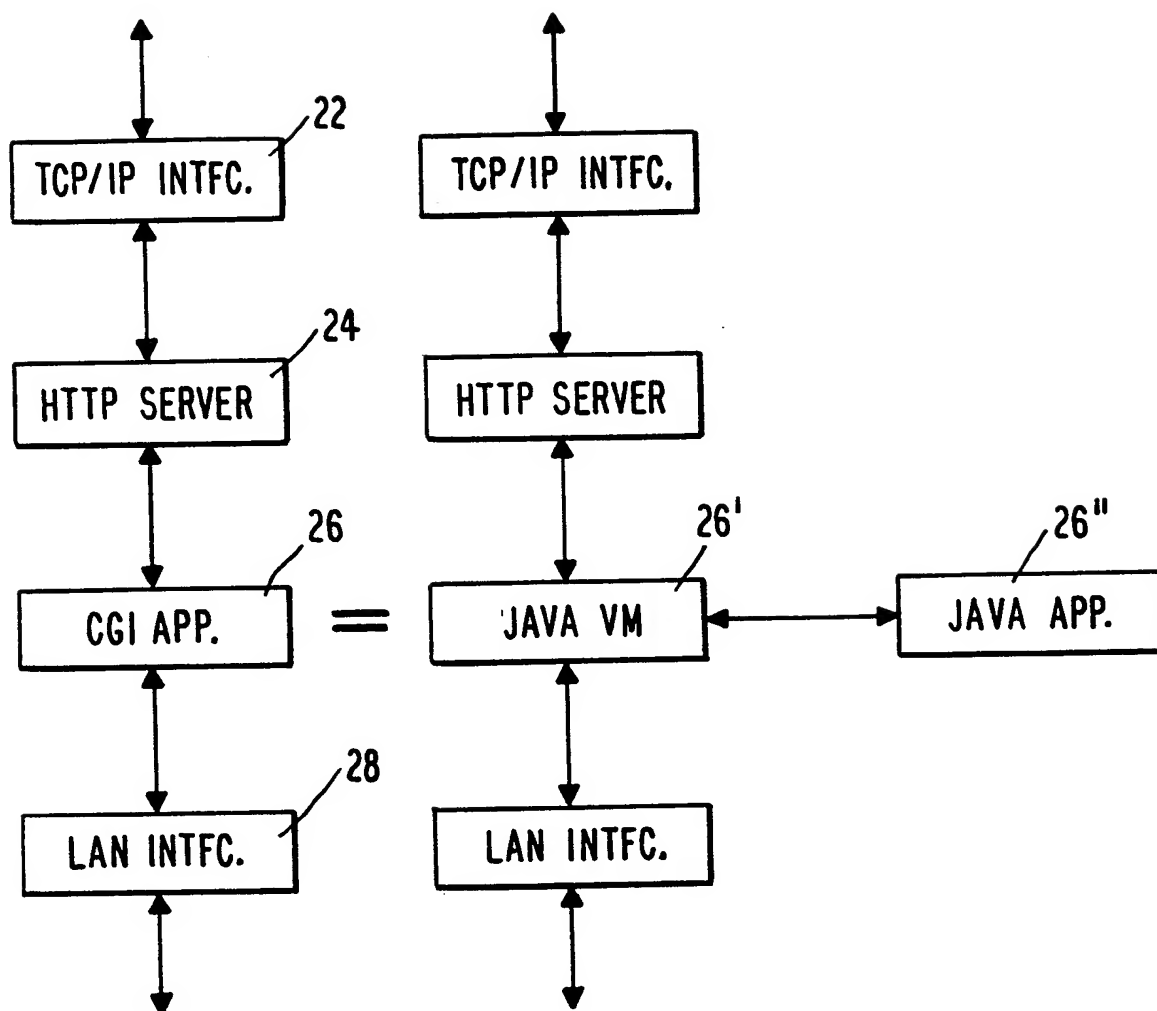 22
TCP/IP INTFC.
TCP/IP INTFC.
24
HTTP SERVER
HTTP SERVER
26
26'
26"
CGI APP.
=
JAVA VM
JAVA APP.
28
LAN INTFC.
LAN INTFC.